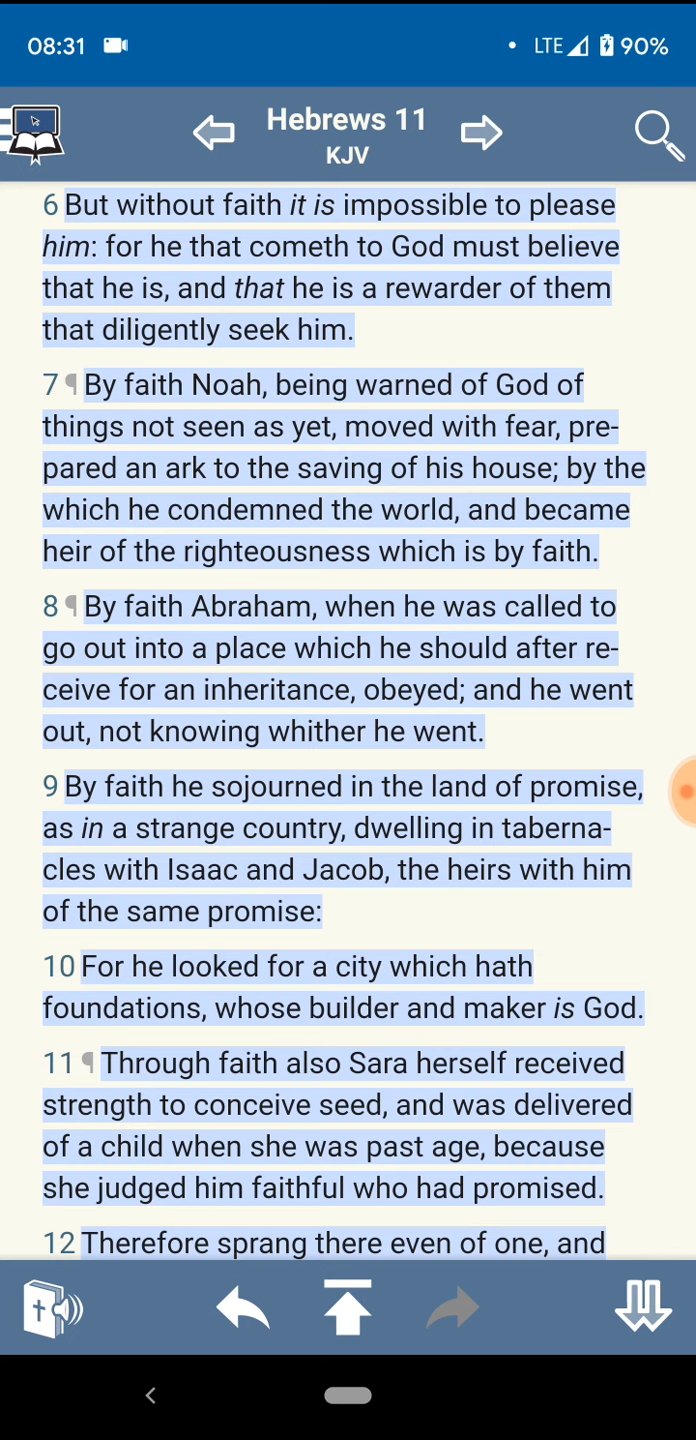 08:31
LTE 90%
Hebrews 11
KJV
6 But without faith it is impossible to please
him: for he that cometh to God must believe
that he is, and that he is a rewarder of them
that diligently seek him.
7 ¶ By faith Noah, being warned of God of
things not seen as yet, moved with fear, pre-
pared an ark to the saving of his house; by the
which he condemned the world, and became
heir of the righteousness which is by faith.
8 ¶ By faith Abraham, when he was called to
go out into a place which he should after re-
ceive for an inheritance, obeyed; and he went
out, not knowing whither he went.
9 By faith he sojourned in the land of promise,
as in a strange country, dwelling in taberna-
cles with Isaac and Jacob, the heirs with him
of the same promise:
10 For he looked for a city which hath
foundations, whose builder and maker is God.
11 ¶ Through faith also Sara herself received
strength to conceive seed, and was delivered
of a child when she was past age, because
she judged him faithful who had promised.
12 Therefore sprang there even of one, and